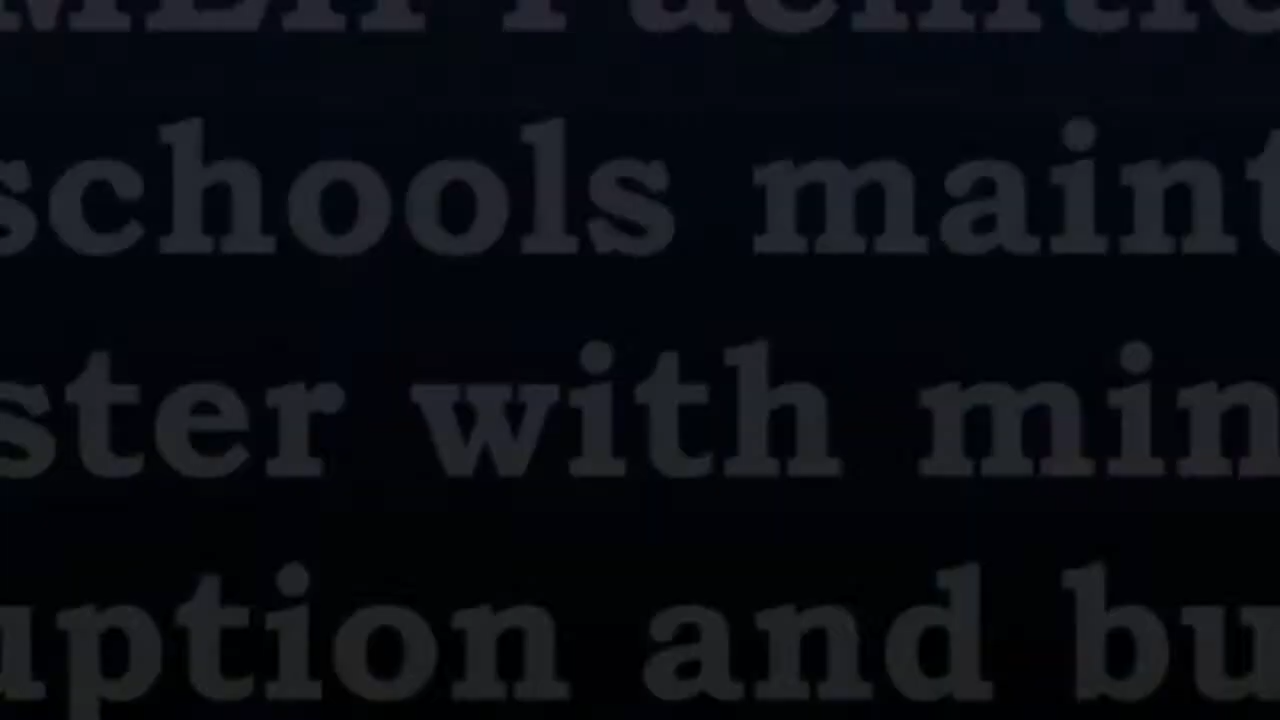 schools maint
ster with min
uption and bu